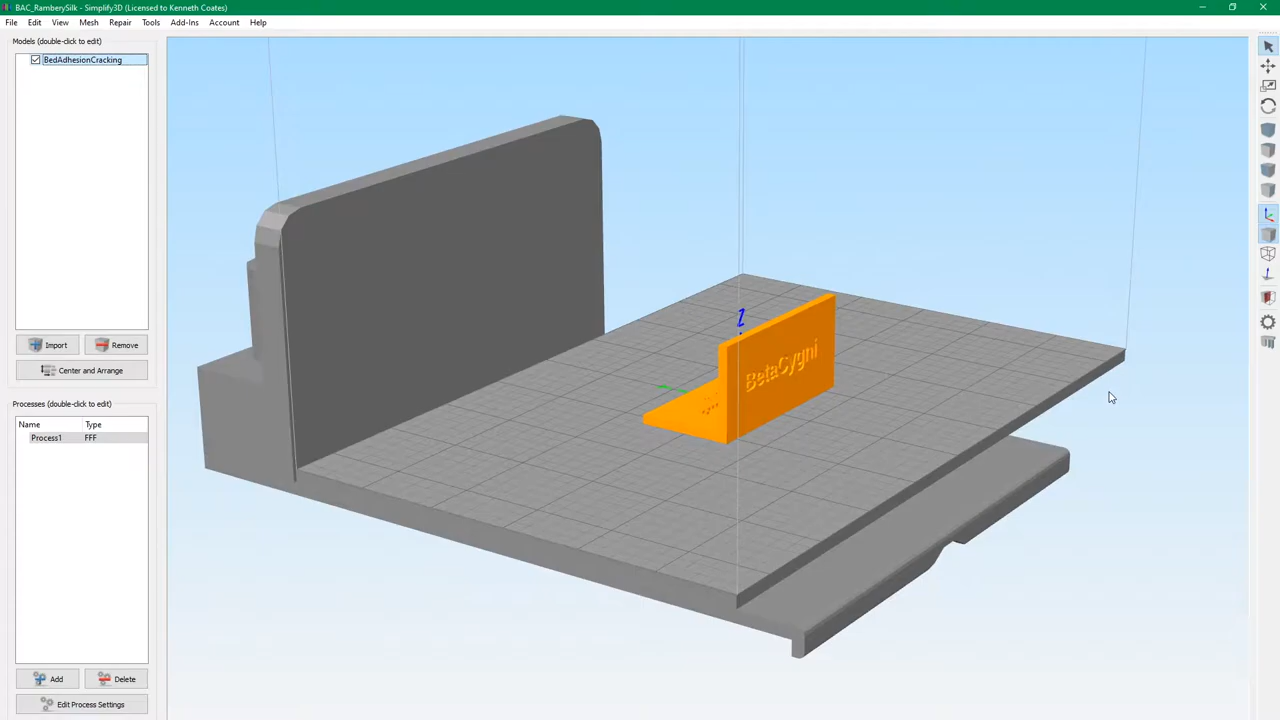 BAC_RamberySilk - Simplify3D (Licensed to Kenneth Coates)
File Edit View Mesh Repair Tools Add-Ins Account Help
Models (double-click to edit)
BedAdhesionCracking
Import Remove
Center and Arrange
Processes (double-click to edit)
Name Type
Process1 FFF
Add Delete
Edit Process Settings
Z
BetaCygni